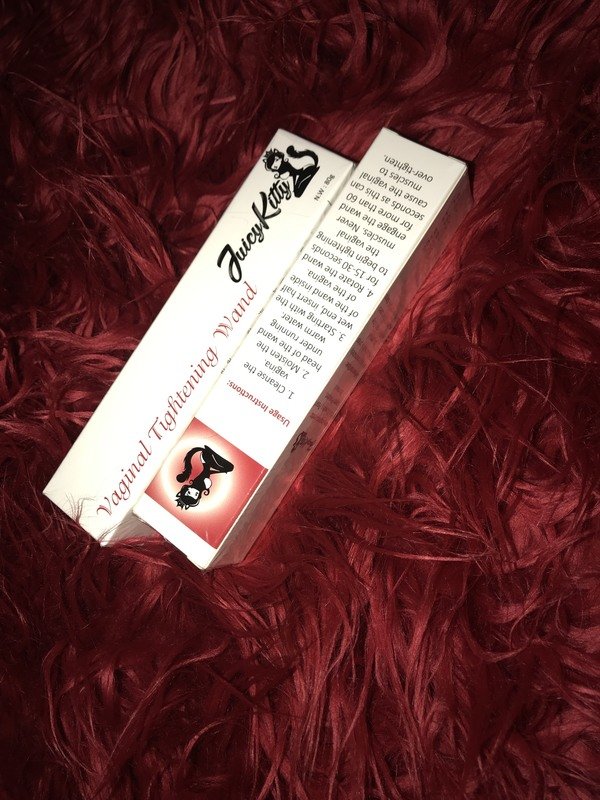 JuicyKitty
N.W.: 80g
Vaginal Tightening Wand
Usage Instructions:
1. Cleanse the
vagina.
2. Moisten the
head of the wand
under running
warm water.
3. Starting with the
wet end, insert half
of the wand inside
of the vagina.
4. Rotate the wand
for 15-30 seconds
to begin tightening
the vaginal
muscles. Never
engage the wand
for more than 60
seconds as this can
cause the vaginal
muscles to
over-tighten.